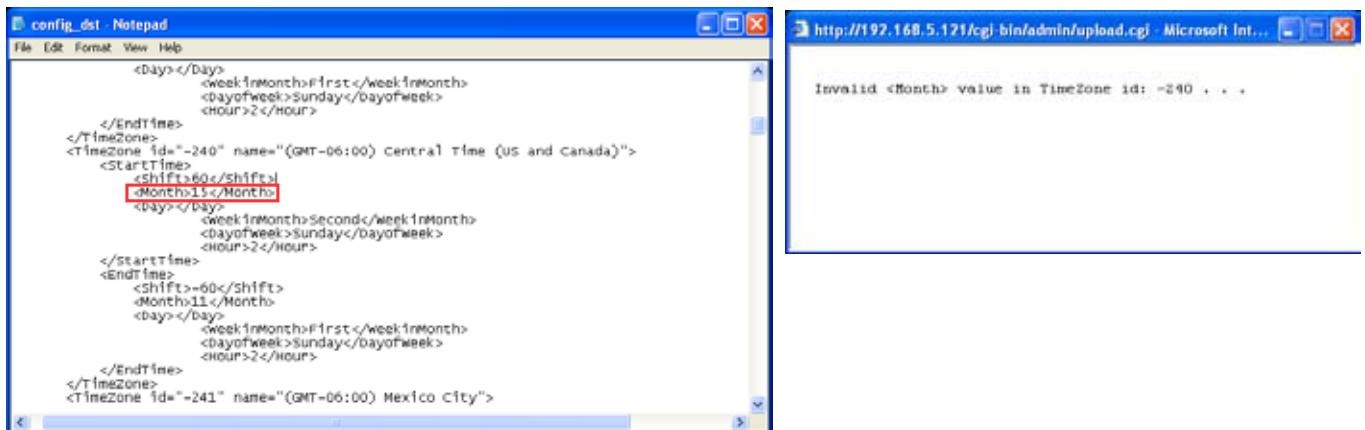 config_dst - Notepad
File Edit Format View Help
<Day></Day>
<WeekInMonth>First</WeekInMonth>
<DayofWeek>Sunday</DayofWeek>
<Hour>2</Hour>
</EndTime>
</TimeZone>
<TimeZone id="-240" name="(GMT-06:00) Central Time (US and Canada)">
<StartTime>
<Shift>60</Shift>
<Month>15</Month>
<Day></Day>
<WeekInMonth>Second</WeekInMonth>
<DayofWeek>Sunday</DayofWeek>
<Hour>2</Hour>
</StartTime>
<EndTime>
<Shift>-60</Shift>
<Month>11</Month>
<Day></Day>
<WeekInMonth>First</WeekInMonth>
<DayofWeek>Sunday</DayofWeek>
<Hour>2</Hour>
</EndTime>
</TimeZone>
<TimeZone id="-241" name="(GMT-06:00) Mexico City">
http://192.168.5.121/cgi-bin/admin/upload.cgi - Microsoft Int...
Invalid <Month> value in TimeZone id: -240 . . .